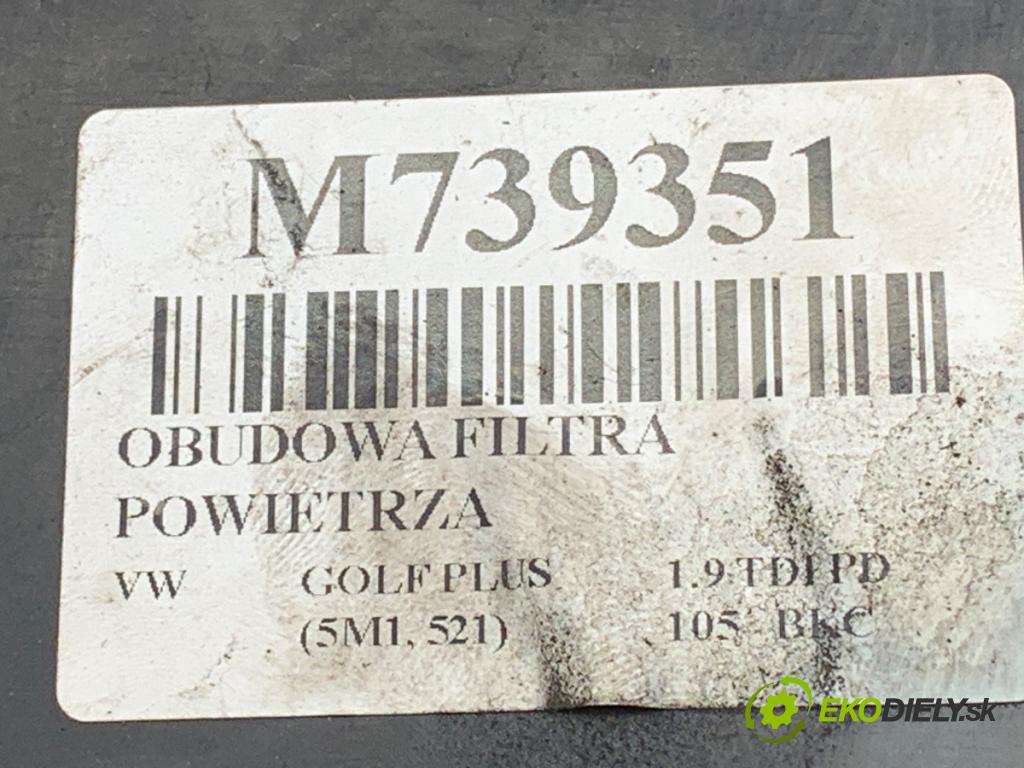 M739351
OBUDOWA FILTRA
POWIETRZA
VW GOLF PLUS 1.9 TDI PD
(5M1, 521) 105 BKC
EKODIELY.sk